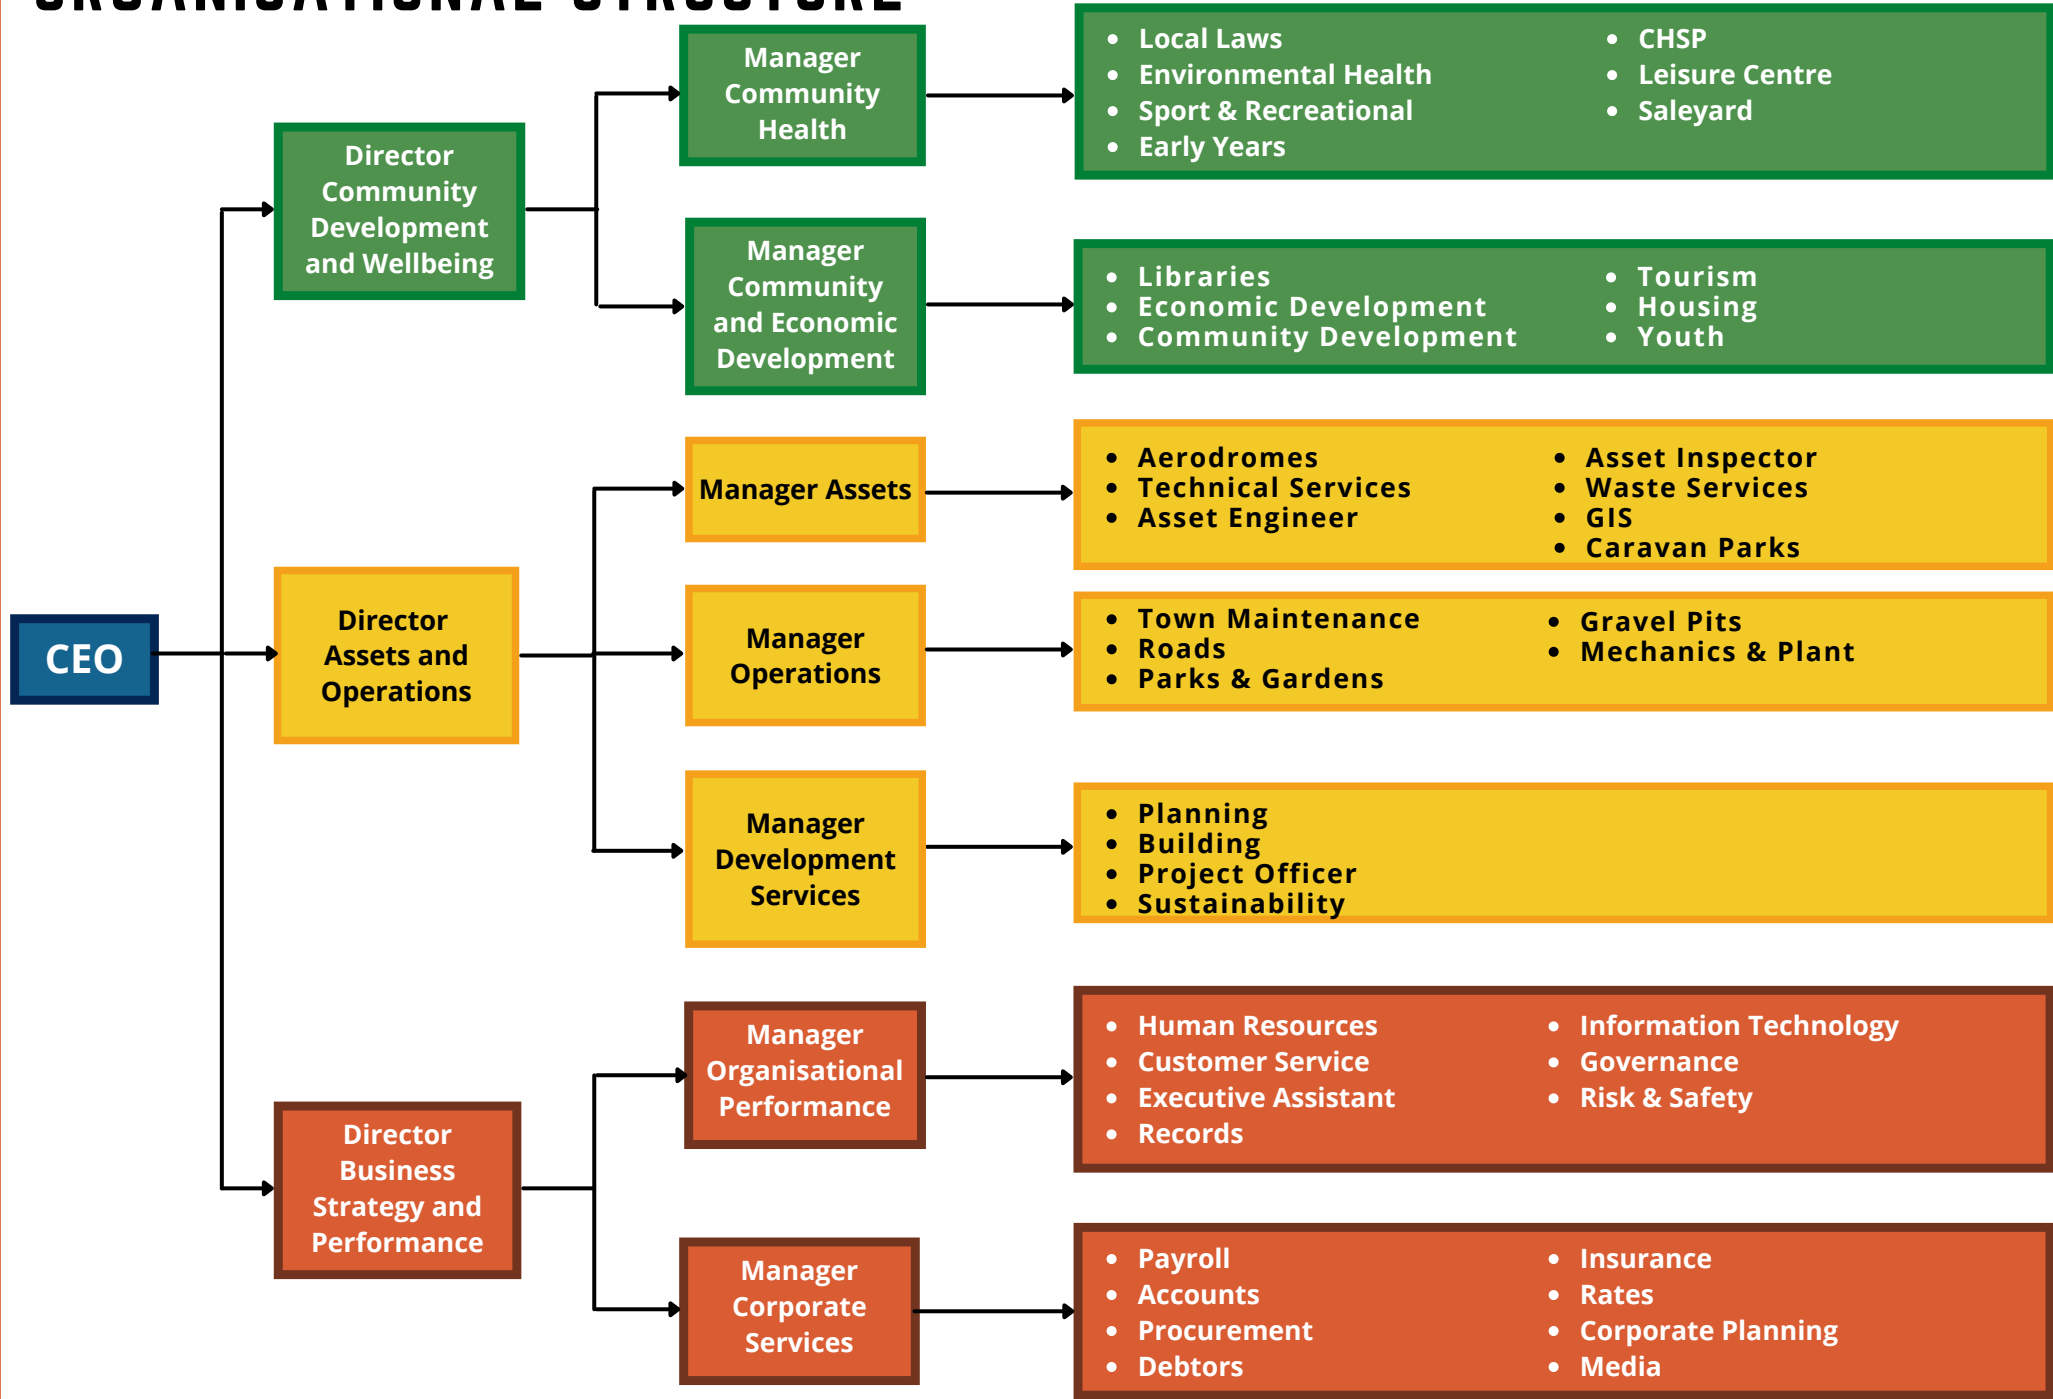 ORGANISATIONAL STRUCTURE
CEO
Director
Community
Development
and Wellbeing
Manager
Community
Health
• Local Laws
• Environmental Health
• Sport & Recreational
• Early Years
• CHSP
• Leisure Centre
• Saleyard
Manager
Community
and Economic
Development
• Libraries
• Economic Development
• Community Development
• Tourism
• Housing
• Youth
Director
Assets and
Operations
Manager Assets
• Aerodromes
• Technical Services
• Asset Engineer
• Asset Inspector
• Waste Services
• GIS
• Caravan Parks
Manager
Operations
• Town Maintenance
• Roads
• Parks & Gardens
• Gravel Pits
• Mechanics & Plant
Manager
Development
Services
• Planning
• Building
• Project Officer
• Sustainability
Director
Business
Strategy and
Performance
Manager
Organisational
Performance
• Human Resources
• Customer Service
• Executive Assistant
• Records
• Information Technology
• Governance
• Risk & Safety
Manager
Corporate
Services
• Payroll
• Accounts
• Procurement
• Debtors
• Insurance
• Rates
• Corporate Planning
• Media